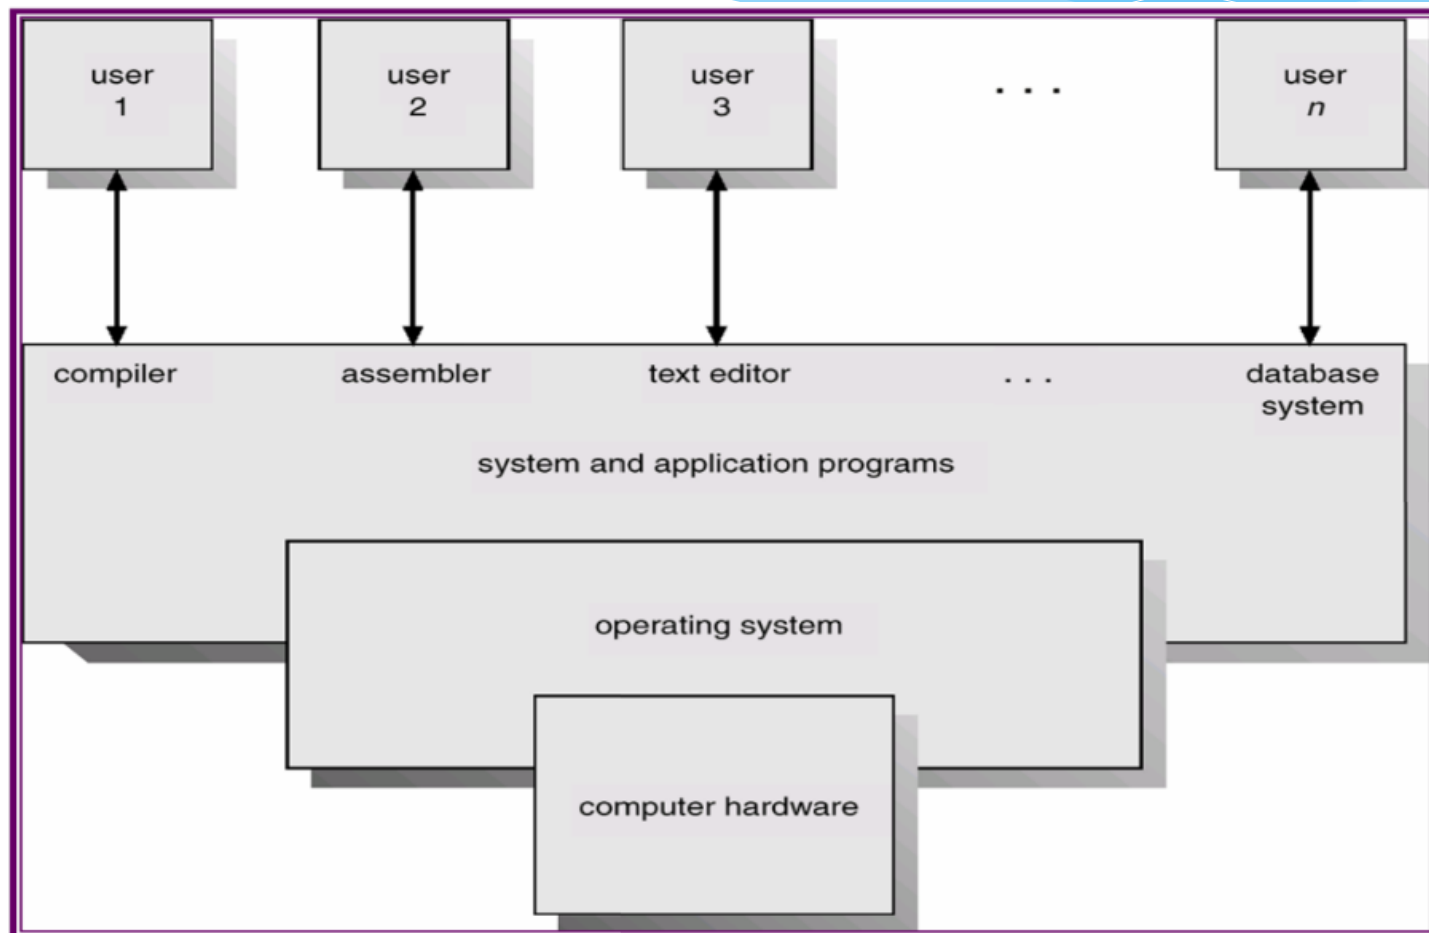 user
1
user
2
user
3
. . .
user
n
compiler
assembler
text editor
. . .
database
system
system and application programs
operating system
computer hardware